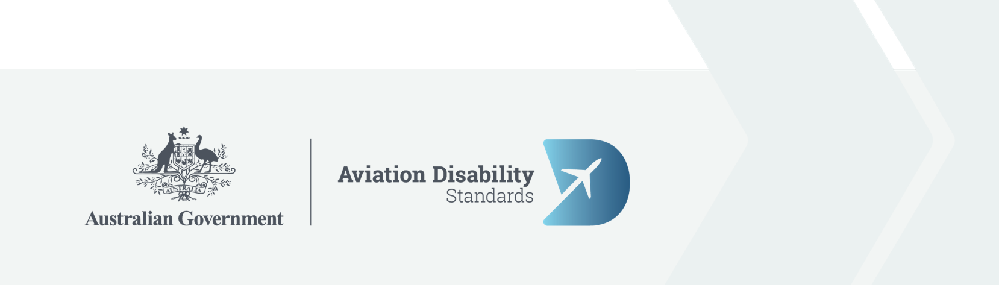 AUSTRALIA
Australian Government
Aviation Disability
Standards